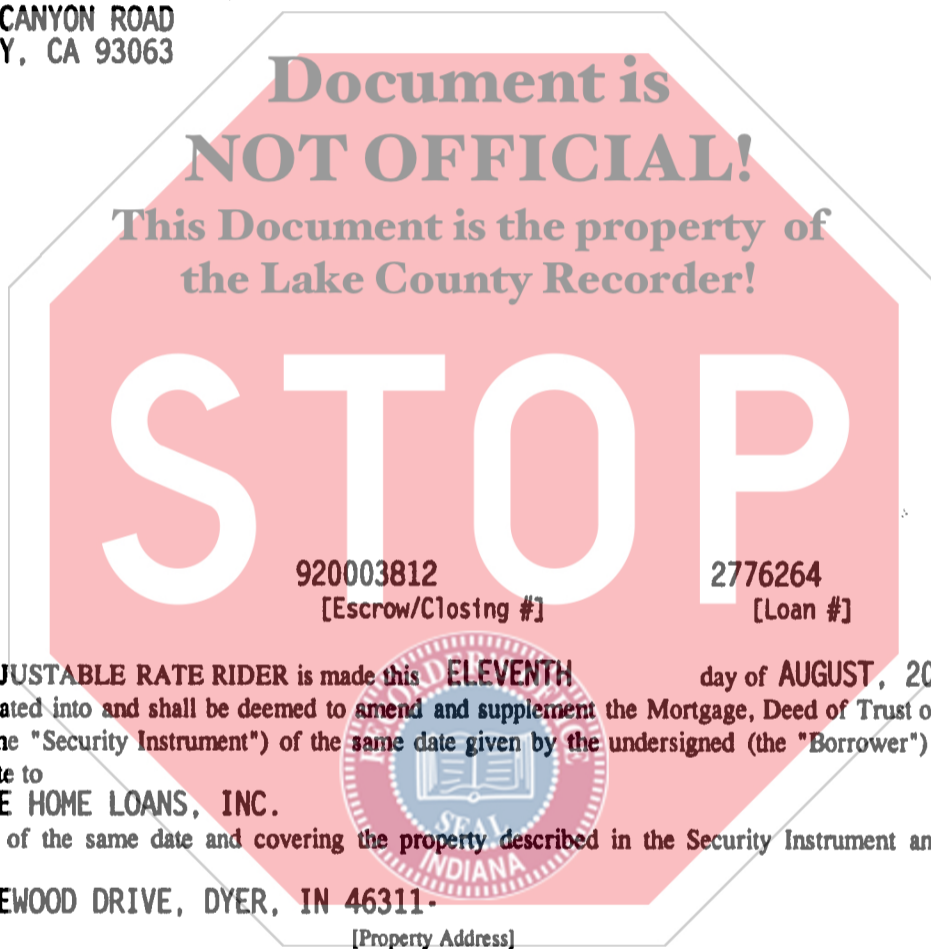 CANYON ROAD
Y, CA 93063
Document is
NOT OFFICIAL!
This Document is the property of
the Lake County Recorder!
STOP
920003812 2776264
[Escrow/Closing #] [Loan #]
JUSTABLE RATE RIDER is made this ELEVENTH day of AUGUST, 20
ated into and shall be deemed to amend and supplement the Mortgage, Deed of Trust o
ne "Security Instrument") of the same date given by the undersigned (the "Borrower")
te to
E HOME LOANS, INC.
of the same date and covering the property described in the Security Instrument an
EWOOD DRIVE, DYER, IN 46311-
[Property Address]
SEAL
INDIANA